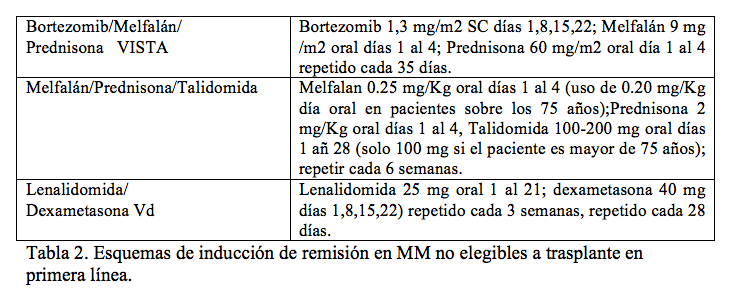 Bortezomib/Melfalán/
Prednisona VISTA
Bortezomib 1,3 mg/m2 SC días 1,8,15,22; Melfalán 9 mg
/m2 oral días 1 al 4; Prednisona 60 mg/m2 oral día 1 al 4
repetido cada 35 días.
Melfalán/Prednisona/Talidomida
Melfalan 0.25 mg/Kg oral días 1 al 4 (uso de 0.20 mg/Kg
día oral en pacientes sobre los 75 años);Prednisona 2
mg/Kg oral días 1 al 4, Talidomida 100-200 mg oral días
1 añ 28 (solo 100 mg si el paciente es mayor de 75 años);
repetir cada 6 semanas.
Lenalidomida/
Dexametasona Vd
Lenalidomida 25 mg oral 1 al 21; dexametasona 40 mg
días 1,8,15,22) repetido cada 3 semanas, repetido cada 28
días.
Tabla 2. Esquemas de inducción de remisión en MM no elegibles a trasplante en
primera línea.